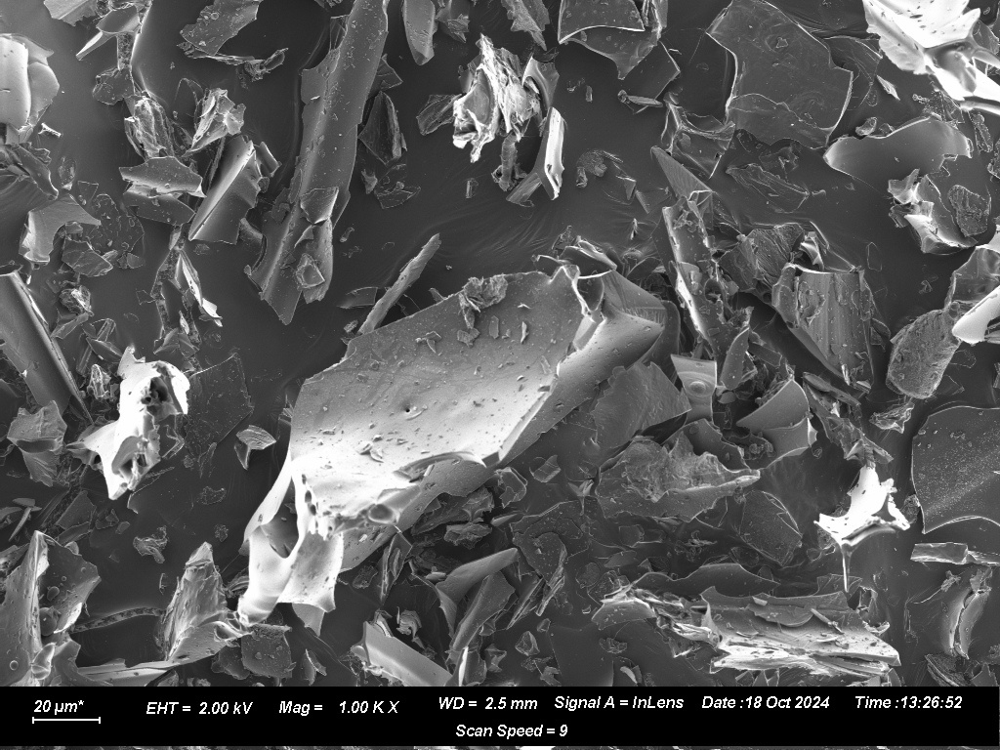 20 µm*
EHT = 2.00 kV Mag = 1.00 K X WD = 2.5 mm Signal A = InLens Date :18 Oct 2024 Time :13:26:52
Scan Speed = 9